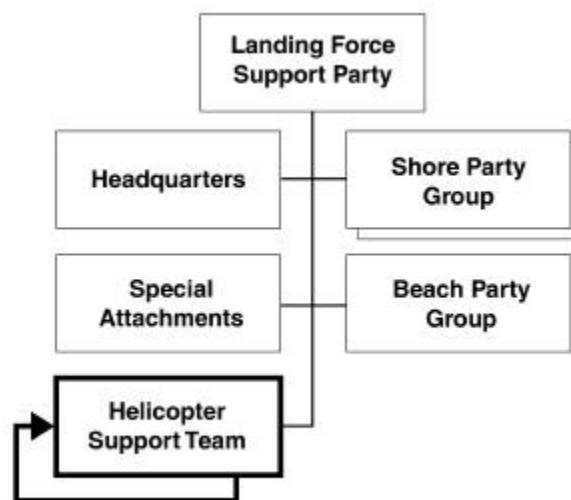 Landing Force
Support Party
Headquarters
Shore Party
Group
Special
Attachments
Beach Party
Group
Helicopter
Support Team